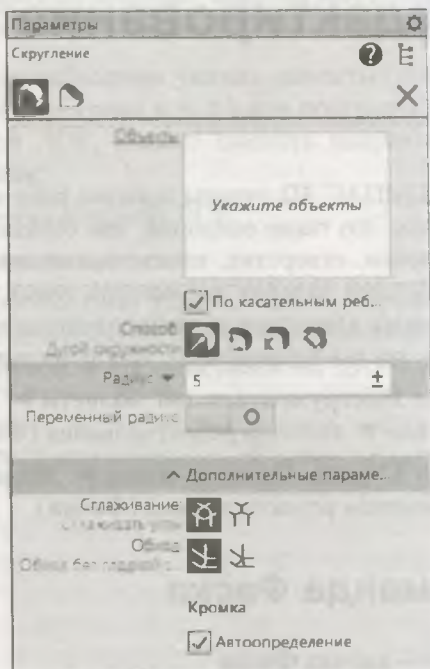 Параметры
Скругление
Объекты
Укажите объекты
По касательным реб...
Способ
Дугой окружности
Радиус
5
Переменный радиус
Дополнительные параме...
Сглаживание
Сглаживать углы
Обход
Обход без гладкой с...
Кромка
Автоопределение